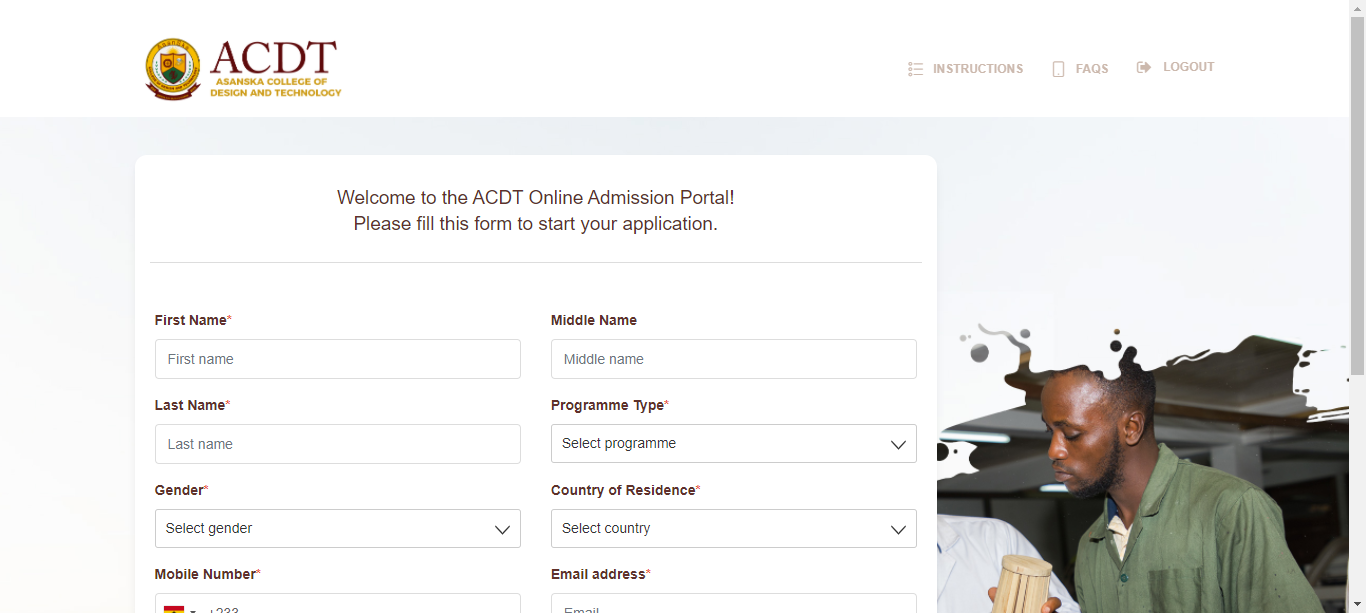 ACDT
ASANSKA COLLEGE OF
DESIGN AND TECHNOLOGY
INSTRUCTIONS
FAQS
LOGOUT
Welcome to the ACDT Online Admission Portal!
Please fill this form to start your application.
First Name*
Middle Name
First name
Middle name
Last Name*
Programme Type*
Last name
Select programme
Gender*
Country of Residence*
Select gender
Select country
Mobile Number*
Email address*
+233
Email